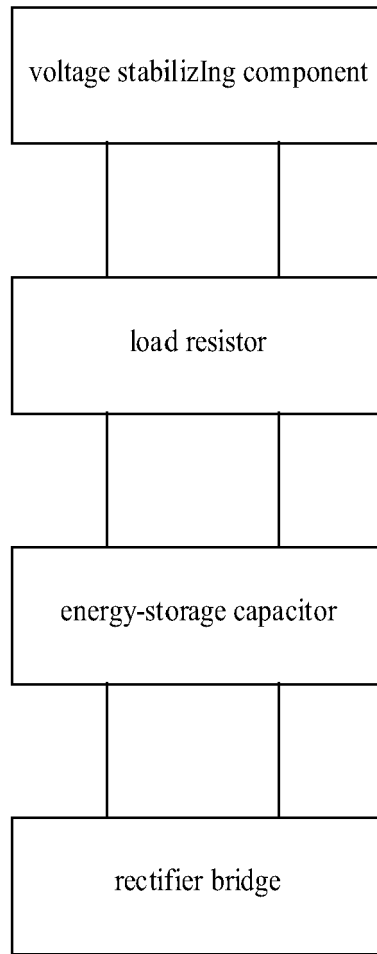 voltage stabilizIng component
load resistor
energy-storage capacitor
rectifier bridge